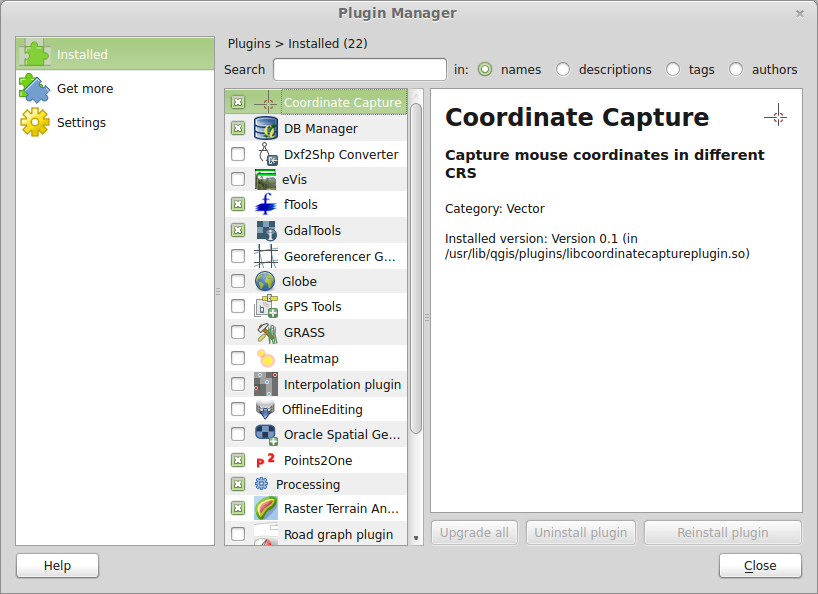 Plugin Manager
Installed
Get more
Settings
Plugins > Installed (22)
Search in: names descriptions tags authors
Coordinate Capture
DB Manager
Dxf2Shp Converter
eVis
fTools
GdalTools
Georeferencer G...
Globe
GPS Tools
GRASS
Heatmap
Interpolation plugin
OfflineEditing
Oracle Spatial Ge...
Points2One
Processing
Raster Terrain An...
Road graph plugin
Coordinate Capture
Capture mouse coordinates in different
CRS
Category: Vector
Installed version: Version 0.1 (in
/usr/lib/qgis/plugins/libcoordinatecaptureplugin.so)
Upgrade all Uninstall plugin Reinstall plugin
Help Close